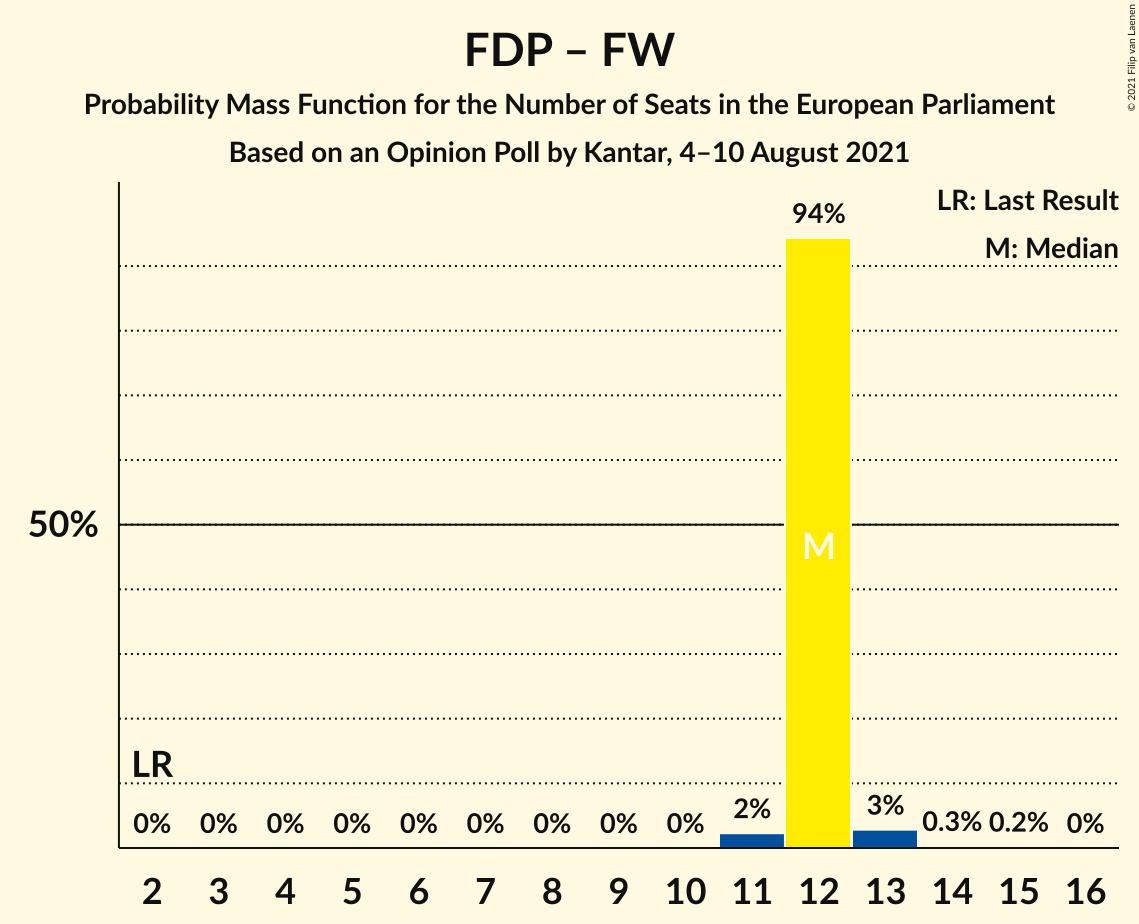 FDP – FW
Probability Mass Function for the Number of Seats in the European Parliament
Based on an Opinion Poll by Kantar, 4–10 August 2021
© 2021 Filip van Laenen
LR: Last Result
M: Median
94%
50%
M
LR
0% 0% 0% 0% 0% 0% 0% 0% 0% 2% 3% 0.3% 0.2% 0%
2 3 4 5 6 7 8 9 10 11 12 13 14 15 16